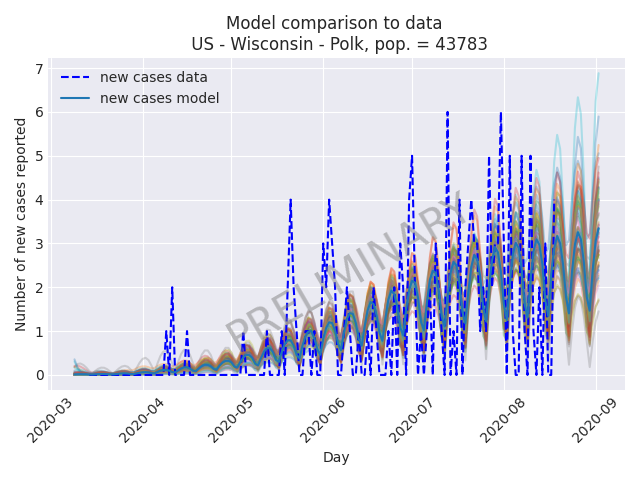 Model comparison to data
US - Wisconsin - Polk, pop. = 43783
new cases data
new cases model
PRELIMINARY
Number of new cases reported
7
6
5
4
3
2
1
0
2020-03
2020-04
2020-05
2020-06
2020-07
2020-08
2020-09
Day